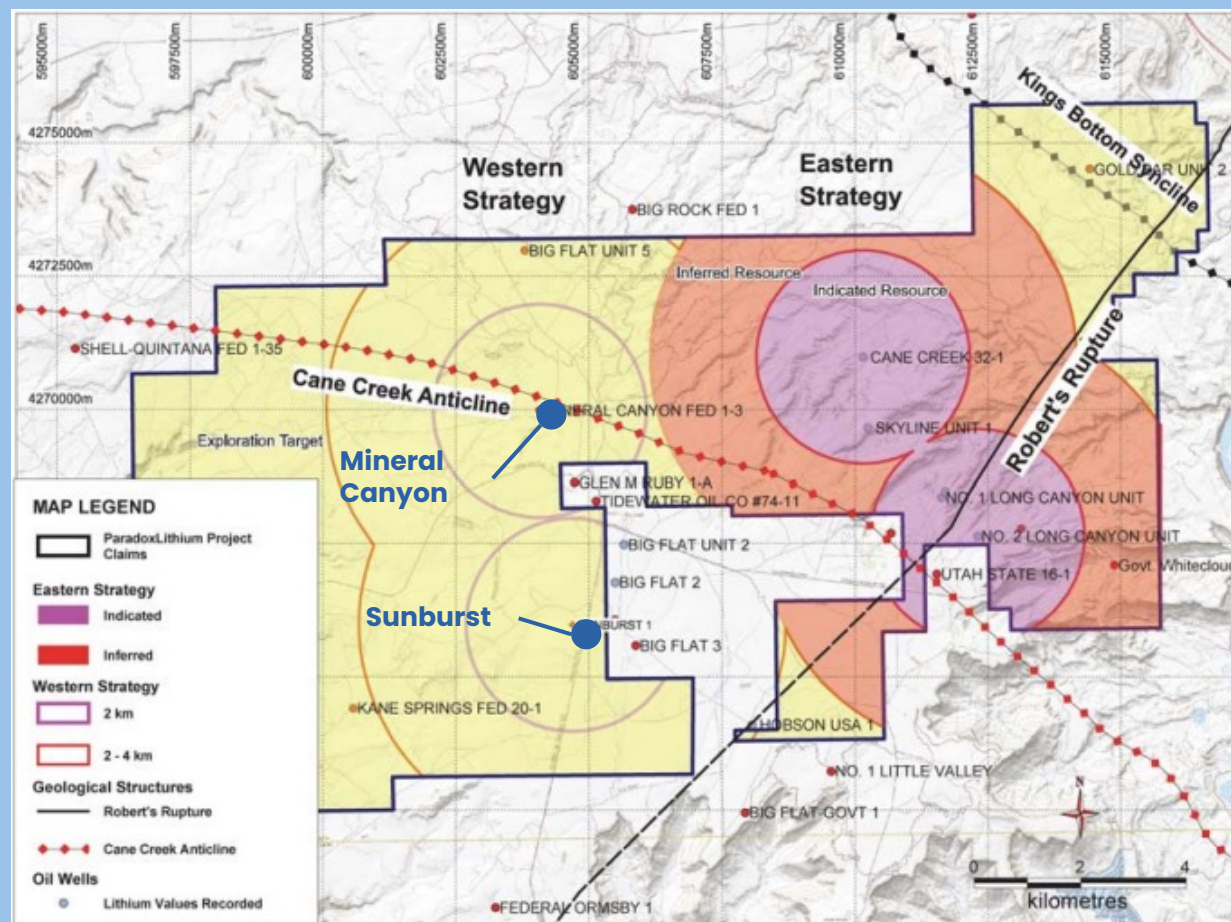 595000m
597500m
600000m
602500m
605000m
607500m
610000m
612500m
615000m
Kings Bottom Syncline
4275000m
Western
Strategy
Eastern
Strategy
BIG ROCK FED 1
BIG FLAT UNIT 5
4272500m
Inferred Resource
Indicated Resource
SHELL-QUINTANA FED 1-35
CANE CREEK 32-1
Cane Creek Anticline
Robert's Rupture
4270000m
NERAL CANYON FED 1-3
SKYLINE UNIT 1
Exploration Target
Mineral
Canyon
GLEN M RUBY 1-A
TIDEWATER OIL CO #74-11
NO. 1 LONG CANYON UNIT
NO. 2 LONG CANYON UNIT
BIG FLAT UNIT 2
BIG FLAT 2
UTAH STATE 16-1
Govt. Whitecloud
Sunburst
BIG FLAT 3
KANE SPRINGS FED 20-1
HOBSON USA 1
NO. 1 LITTLE VALLEY
BIG FLAT-GOVT 1
FEDERAL ORMSBY 1
MAP LEGEND
ParadoxLithium Project
Claims
Eastern Strategy
Indicated
Inferred
Western Strategy
2 km
2 - 4 km
Geological Structures
Robert's Rupture
Cane Creek Anticline
Oil Wells
Lithium Values Recorded
N
0 2 4
kilometres